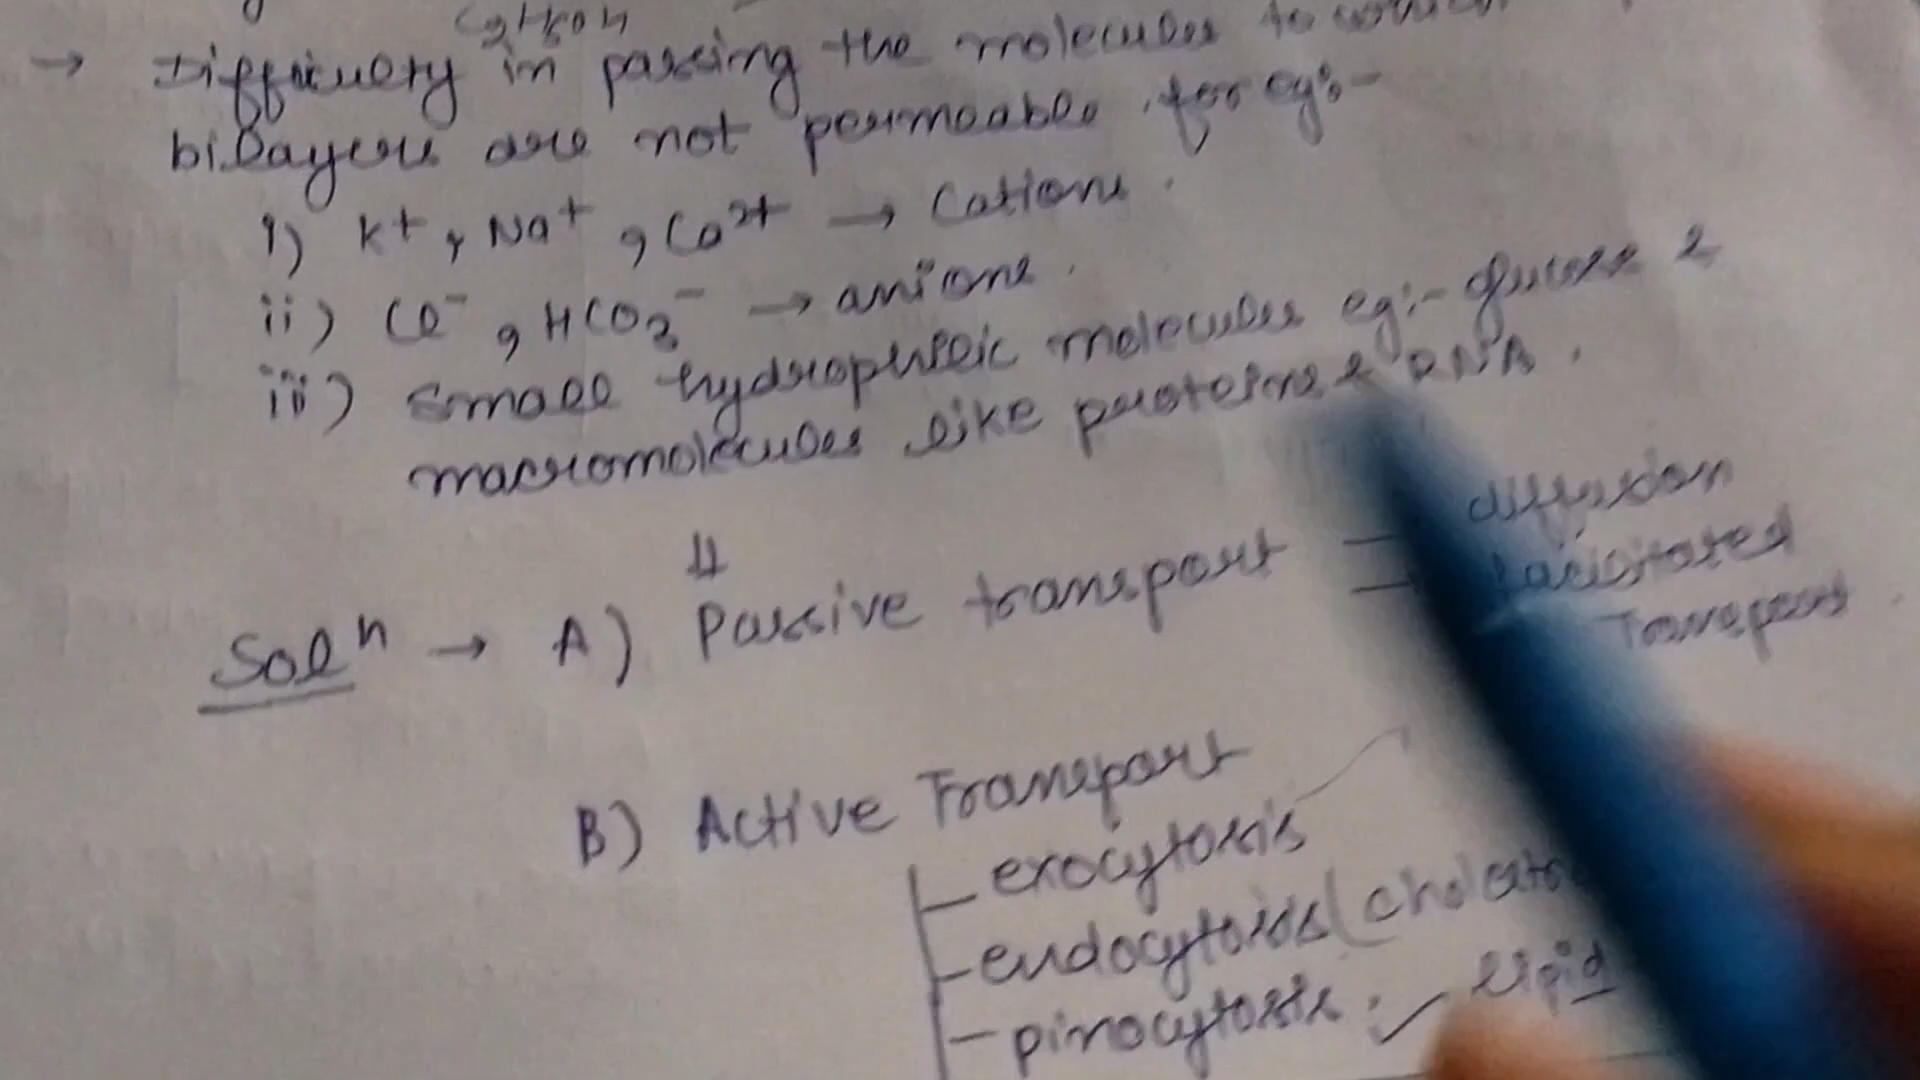 C2H5OH
→ Difficulty in passing the molecules to which
bilayers are not permeable, for eg:-
i) K+, Na+, Ca2+ → Cations.
ii) Cl-, HCO3- → anions.
iii) Small hydrophilic molecules eg:- glucose &
macromolecules like proteins & RNA.
⇓
Soln → A) Passive transport — diffusion
— facilitated
Transport
B) Active Transport
— exocytosis
— endocytosis (
— pinocytosis. lipid